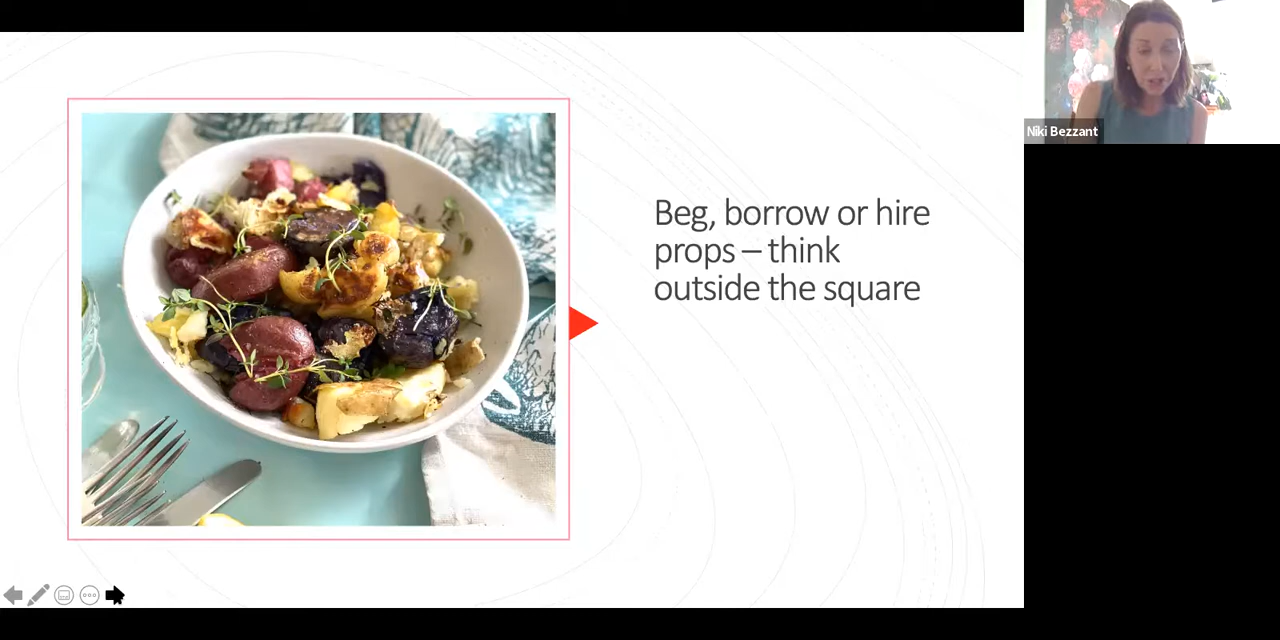 Beg, borrow or hire
props – think
outside the square
Niki Bezzant